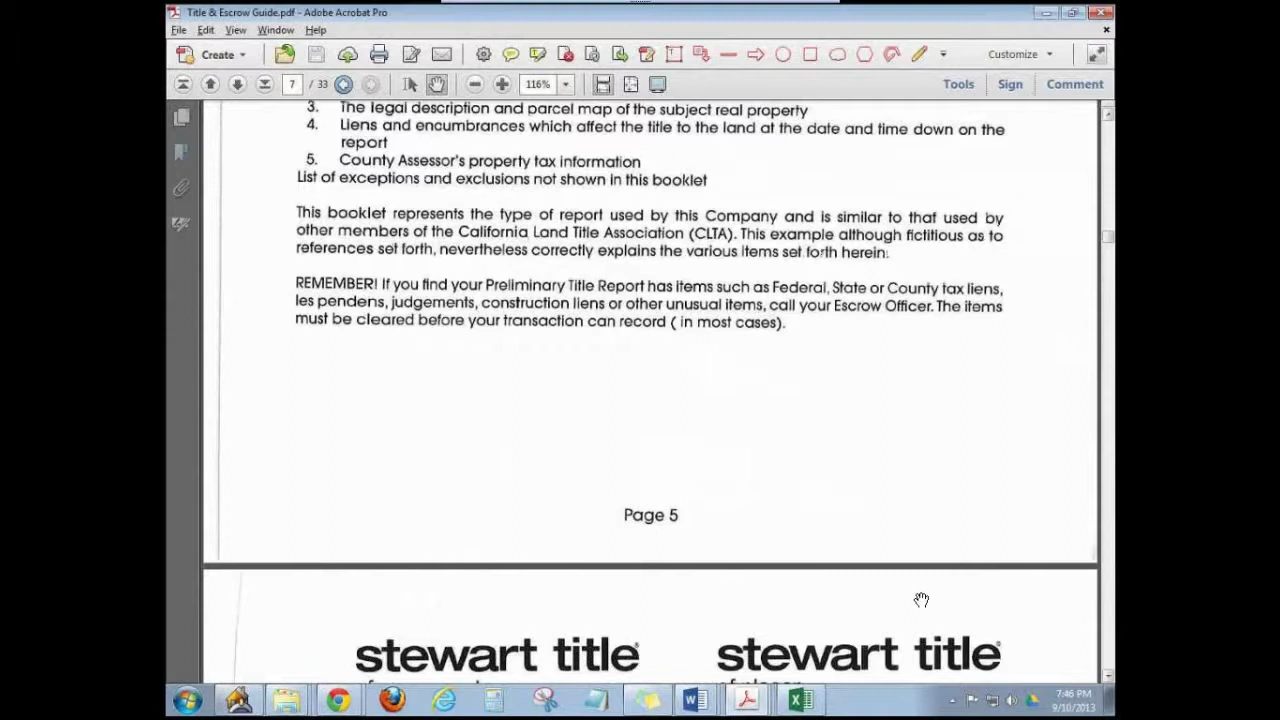 Title & Escrow Guide.pdf - Adobe Acrobat Pro
File Edit View Window Help
Create Customize
7 / 33 116% Tools Sign Comment
3. The legal description and parcel map of the subject real property
4. Liens and encumbrances which affect the title to the land at the date and time down on the
report
5. County Assessor's property tax information
List of exceptions and exclusions not shown in this booklet
This booklet represents the type of report used by this Company and is similar to that used by
other members of the California Land Title Association (CLTA). This example although fictitious as to
references set forth, nevertheless correctly explains the various items set forth herein.
REMEMBER! If you find your Preliminary Title Report has items such as Federal, State or County tax liens,
les pendens, judgements, construction liens or other unusual items, call your Escrow Officer. The items
must be cleared before your transaction can record ( in most cases).
Page 5
stewart title stewart title
7:46 PM
9/10/2013